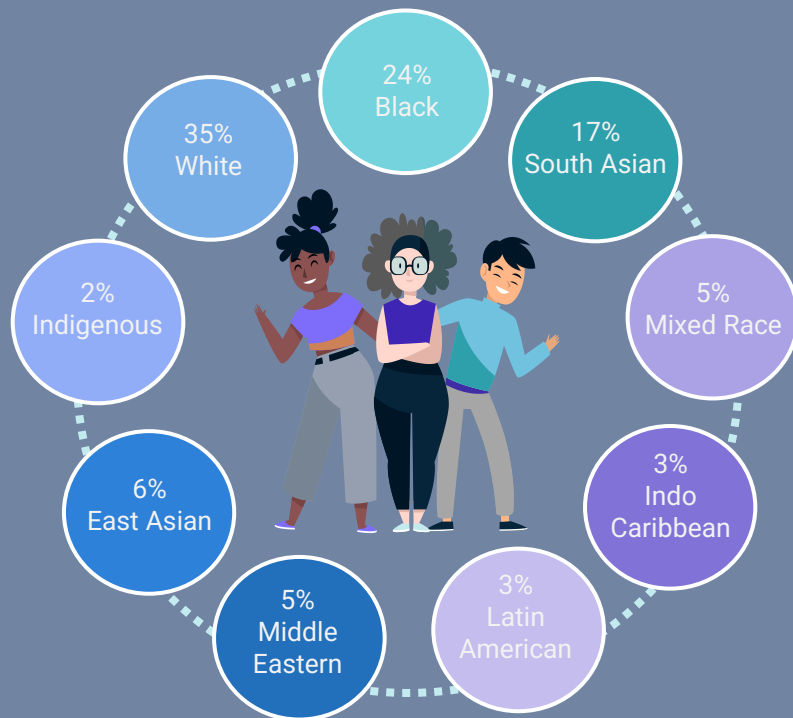 24%
Black
17%
South Asian
5%
Mixed Race
3%
Indo
Caribbean
3%
Latin
American
5%
Middle
Eastern
6%
East Asian
2%
Indigenous
35%
White